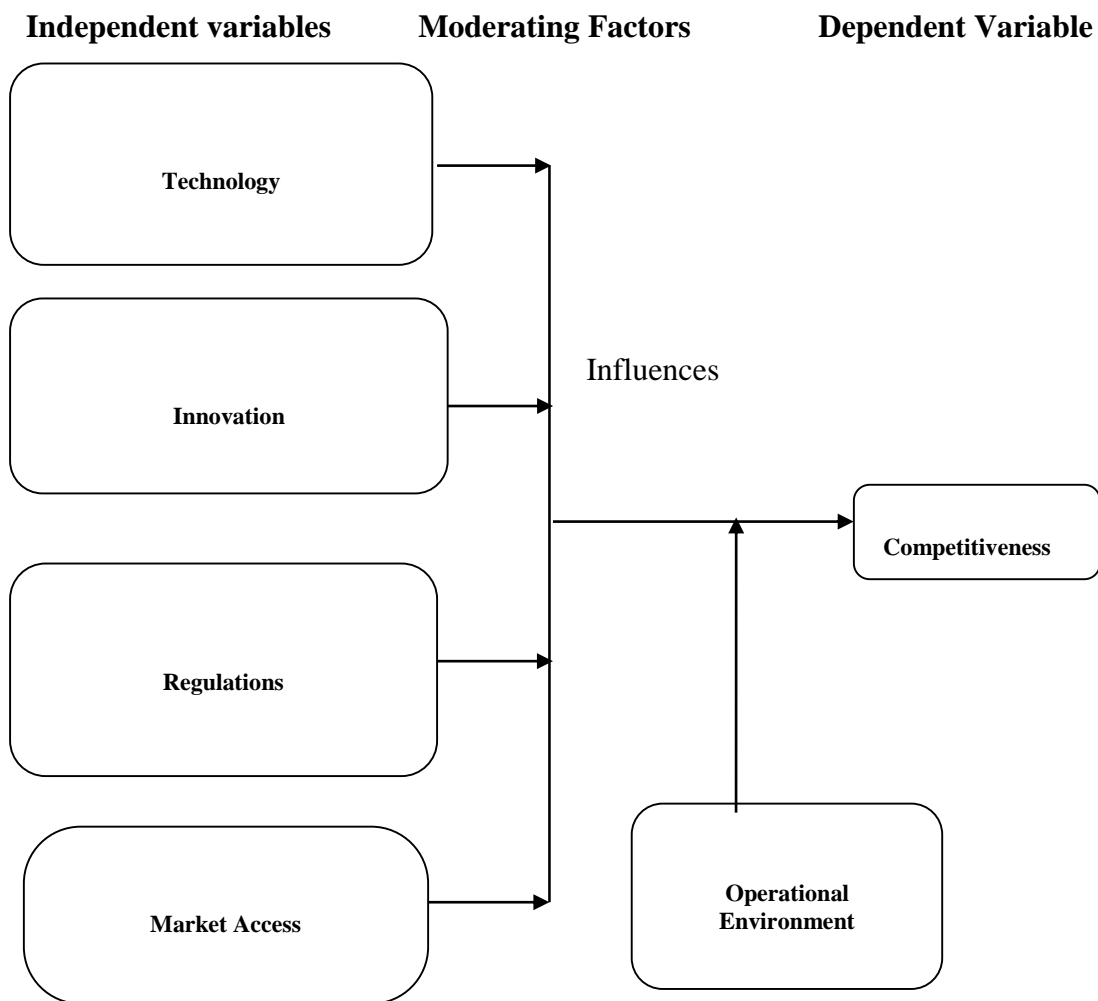 Independent variables Moderating Factors Dependent Variable
Technology
Influences
Innovation
Competitiveness
Regulations
Operational
Environment
Market Access